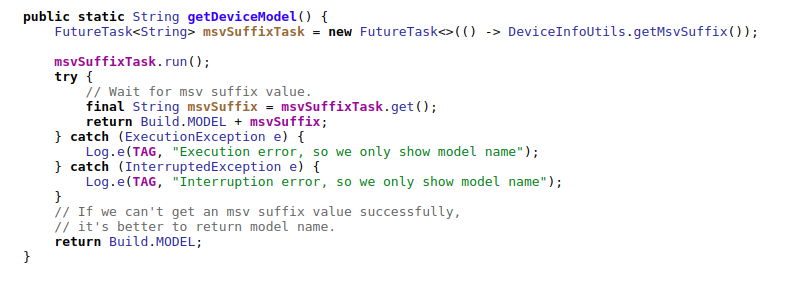 public static String getDeviceModel() {
    FutureTask<String> msvSuffixTask = new FutureTask<>(() -> DeviceInfoUtils.getMsvSuffix());

    msvSuffixTask.run();
    try {
        // Wait for msv suffix value.
        final String msvSuffix = msvSuffixTask.get();
        return Build.MODEL + msvSuffix;
    } catch (ExecutionException e) {
        Log.e(TAG, "Execution error, so we only show model name");
    } catch (InterruptedException e) {
        Log.e(TAG, "Interruption error, so we only show model name");
    }
    // If we can't get an msv suffix value successfully,
    // it's better to return model name.
    return Build.MODEL;
}